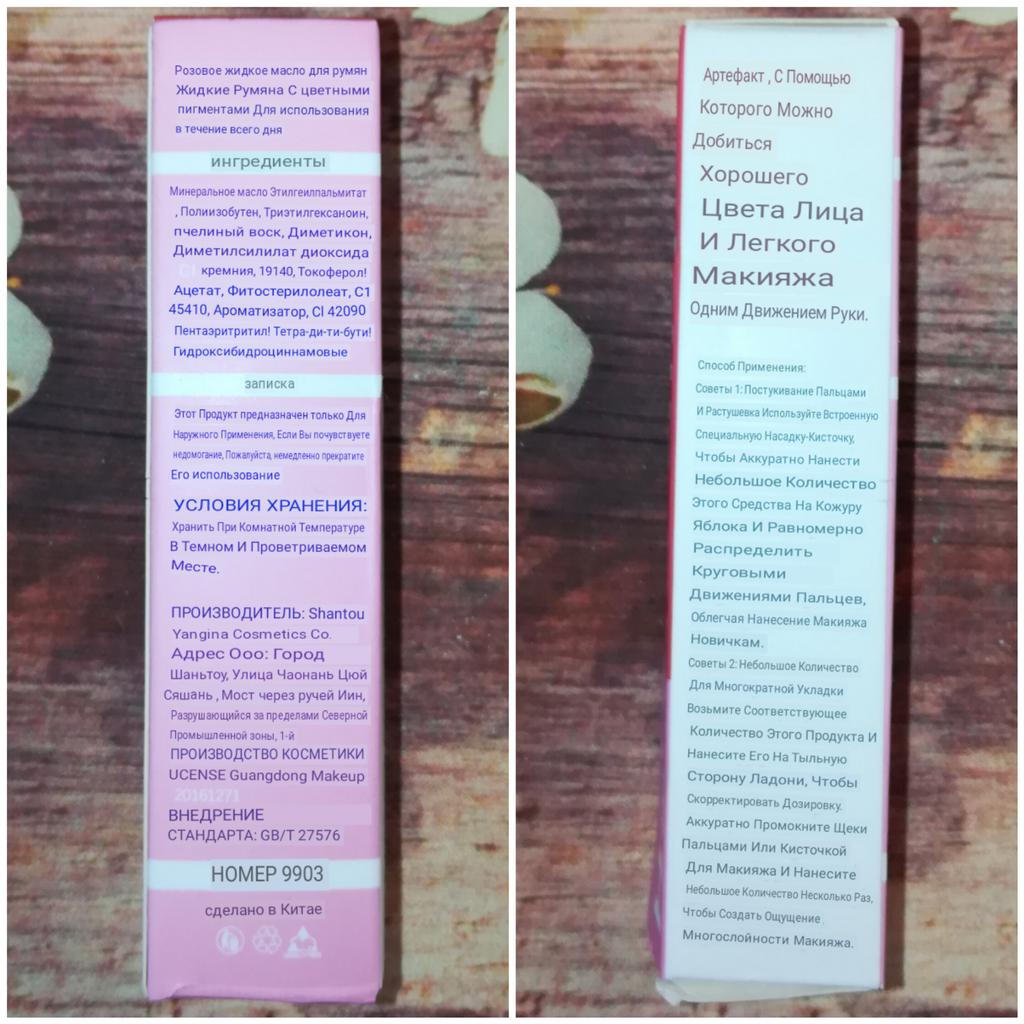 Розовое жидкое масло для румян
Жидкие Румяна С цветными
пигментами Для использования
в течение всего дня
ингредиенты
Минеральное масло Этилгеилпальмитат
, Полиизобутен, Триэтилгексаноин,
пчелиный воск, Диметикон,
Диметилсилилат диоксида
кремния, 19140, Токоферол!
Ацетат, Фитостерилолеат, С1
45410, Ароматизатор, Cl 42090
Пентаэритритил! Тетра-ди-ти-бути!
Гидроксибидроциннамовые
записка
Этот Продукт предназначен только Для
Наружного Применения, Если Вы почувствуете
недомогание, Пожалуйста, немедленно прекратите
Его использование
УСЛОВИЯ ХРАНЕНИЯ:
Хранить При Комнатной Температуре
В Темном И Проветриваемом
Месте.
ПРОИЗВОДИТЕЛЬ: Shantou
Yangina Cosmetics Co.
Адрес Ооо: Город
Шаньтоу, Улица Чаонань Цюй
Сяшань , Мост через ручей Иин,
Разрушающийся за пределами Северной
Промышленной зоны, 1-й
ПРОИЗВОДСТВО КОСМЕТИКИ
UCENSE Guangdong Makeup
20161271
ВНЕДРЕНИЕ
СТАНДАРТА: GB/T 27576
НОМЕР 9903
сделано в Китае
Артефакт , С Помощью
Которого Можно
Добиться
Хорошего
Цвета Лица
И Легкого
Макияжа
Одним Движением Руки.
Способ Применения:
Советы 1: Постукивание Пальцами
И Растушевка Используйте Встроенную
Специальную Насадку-Кисточку,
Чтобы Аккуратно Нанести
Небольшое Количество
Этого Средства На Кожуру
Яблока И Равномерно
Распределить
Круговыми
Движениями Пальцев,
Облегчая Нанесение Макияжа
Новичкам.
Советы 2: Небольшое Количество
Для Многократной Укладки
Возьмите Соответствующее
Количество Этого Продукта И
Нанесите Его На Тыльную
Сторону Ладони, Чтобы
Скорректировать Дозировку.
Аккуратно Промокните Щеки
Пальцами Или Кисточкой
Для Макияжа И Нанесите
Небольшое Количество Несколько Раз,
Чтобы Создать Ощущение
Многослойности Макияжа.